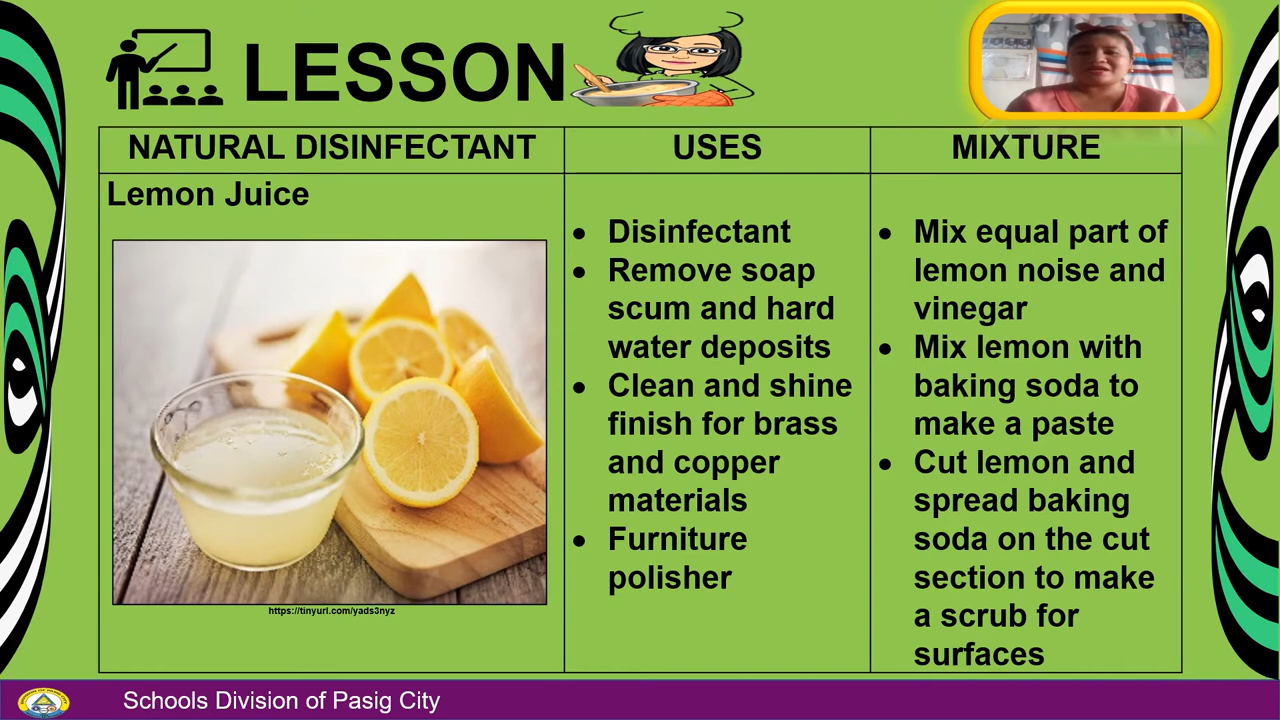 LESSON
NATURAL DISINFECTANT
USES
MIXTURE
Lemon Juice
https://tinyurl.com/yads3nyz
• Disinfectant
• Remove soap
scum and hard
water deposits
• Clean and shine
finish for brass
and copper
materials
• Furniture
polisher
• Mix equal part of
lemon noise and
vinegar
• Mix lemon with
baking soda to
make a paste
• Cut lemon and
spread baking
soda on the cut
section to make
a scrub for
surfaces
Schools Division of Pasig City